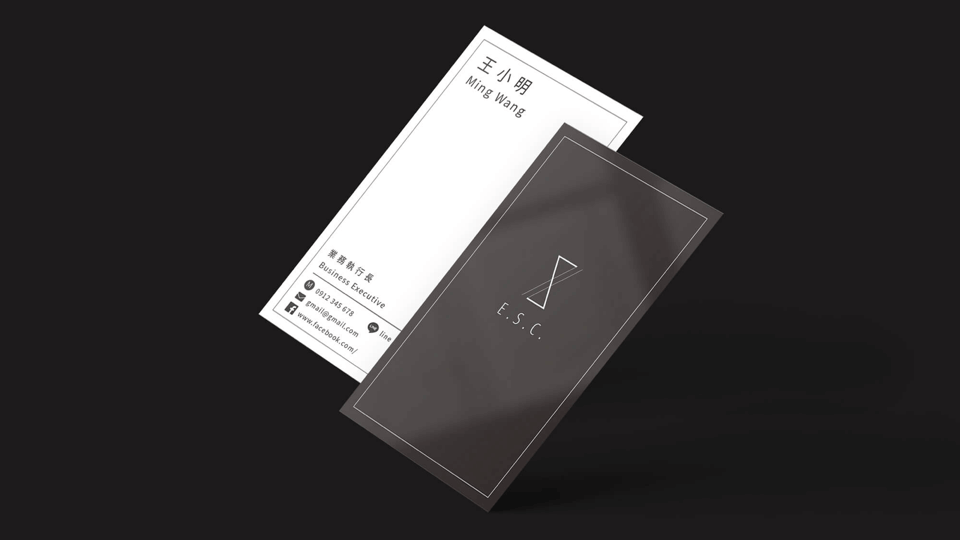 王小明
Ming Wang
業務執行長
Business Executive
M 0912 345 678
gmail@gmail.com
LINE line
www.facebook.com/
E.S.C.